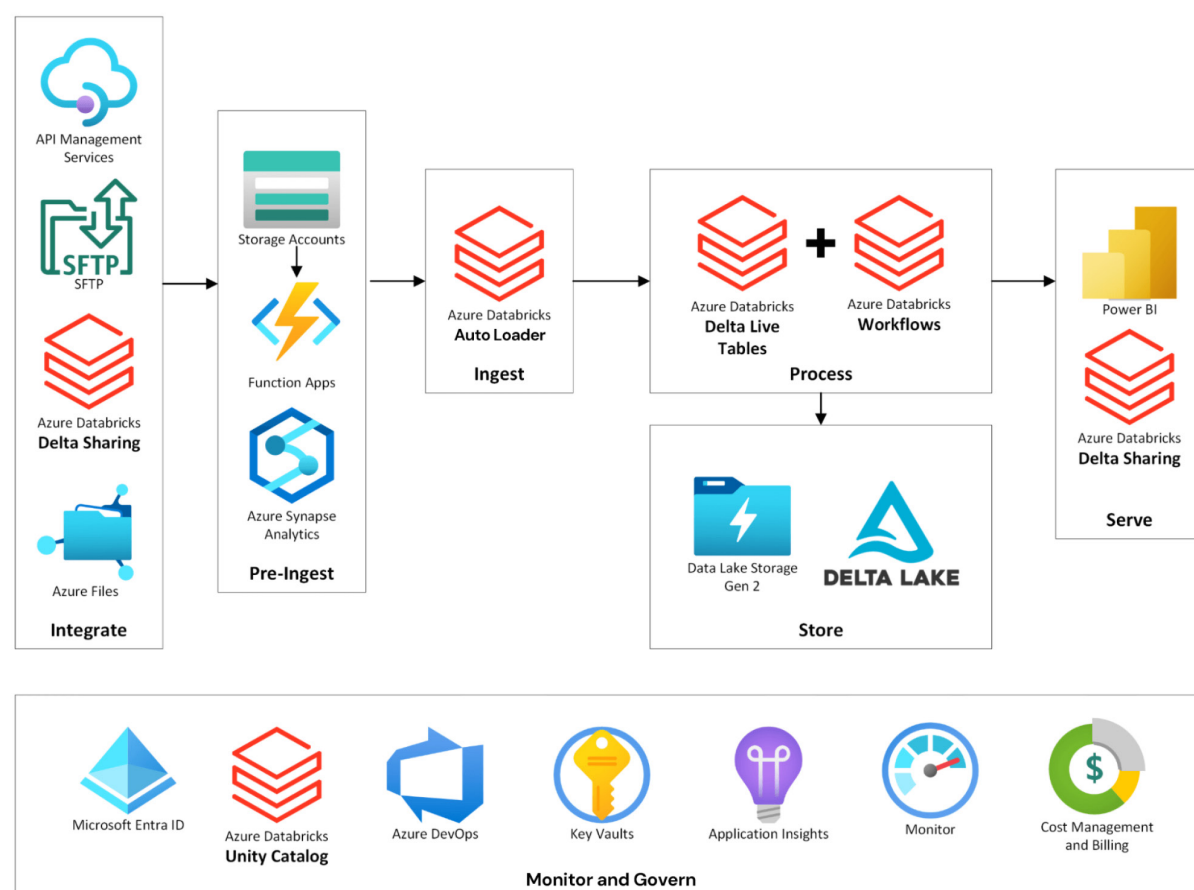 API Management
Services
SFTP
SFTP
Azure Databricks
Delta Sharing
Azure Files
Integrate
Storage Accounts
Function Apps
Azure Synapse
Analytics
Pre-Ingest
Azure Databricks
Auto Loader
Ingest
Azure Databricks
Delta Live
Tables
+
Azure Databricks
Workflows
Process
Data Lake Storage
Gen 2
DELTA LAKE
Store
Power BI
Azure Databricks
Delta Sharing
Serve
Microsoft Entra ID
Azure Databricks
Unity Catalog
Azure DevOps
Key Vaults
Application Insights
Monitor
$
Cost Management
and Billing
Monitor and Govern